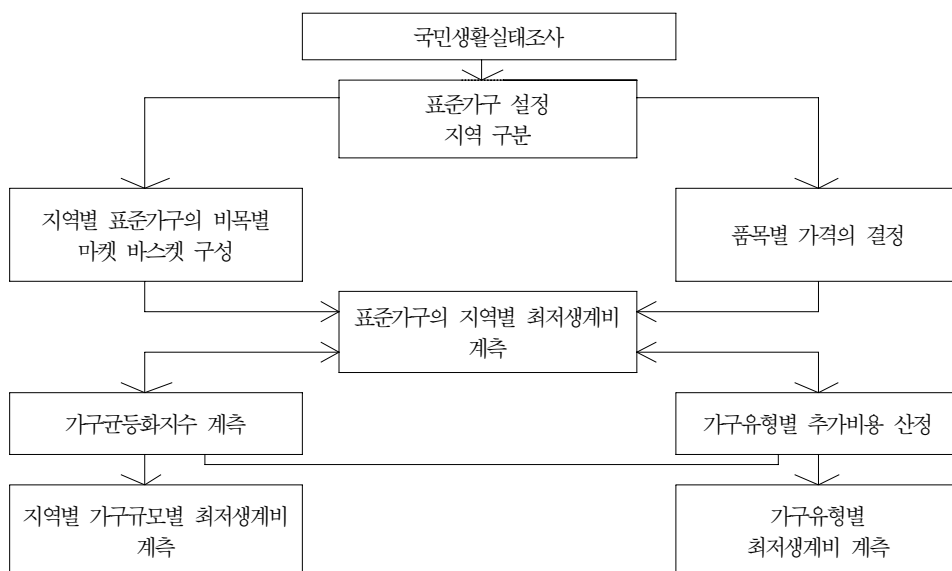 국민생활실태조사
표준가구 설정
지역 구분
지역별 표준가구의 비목별
마켓 바스켓 구성
품목별 가격의 결정
표준가구의 지역별 최저생계비
계측
가구균등화지수 계측
가구유형별 추가비용 산정
지역별 가구규모별 최저생계비
계측
가구유형별
최저생계비 계측